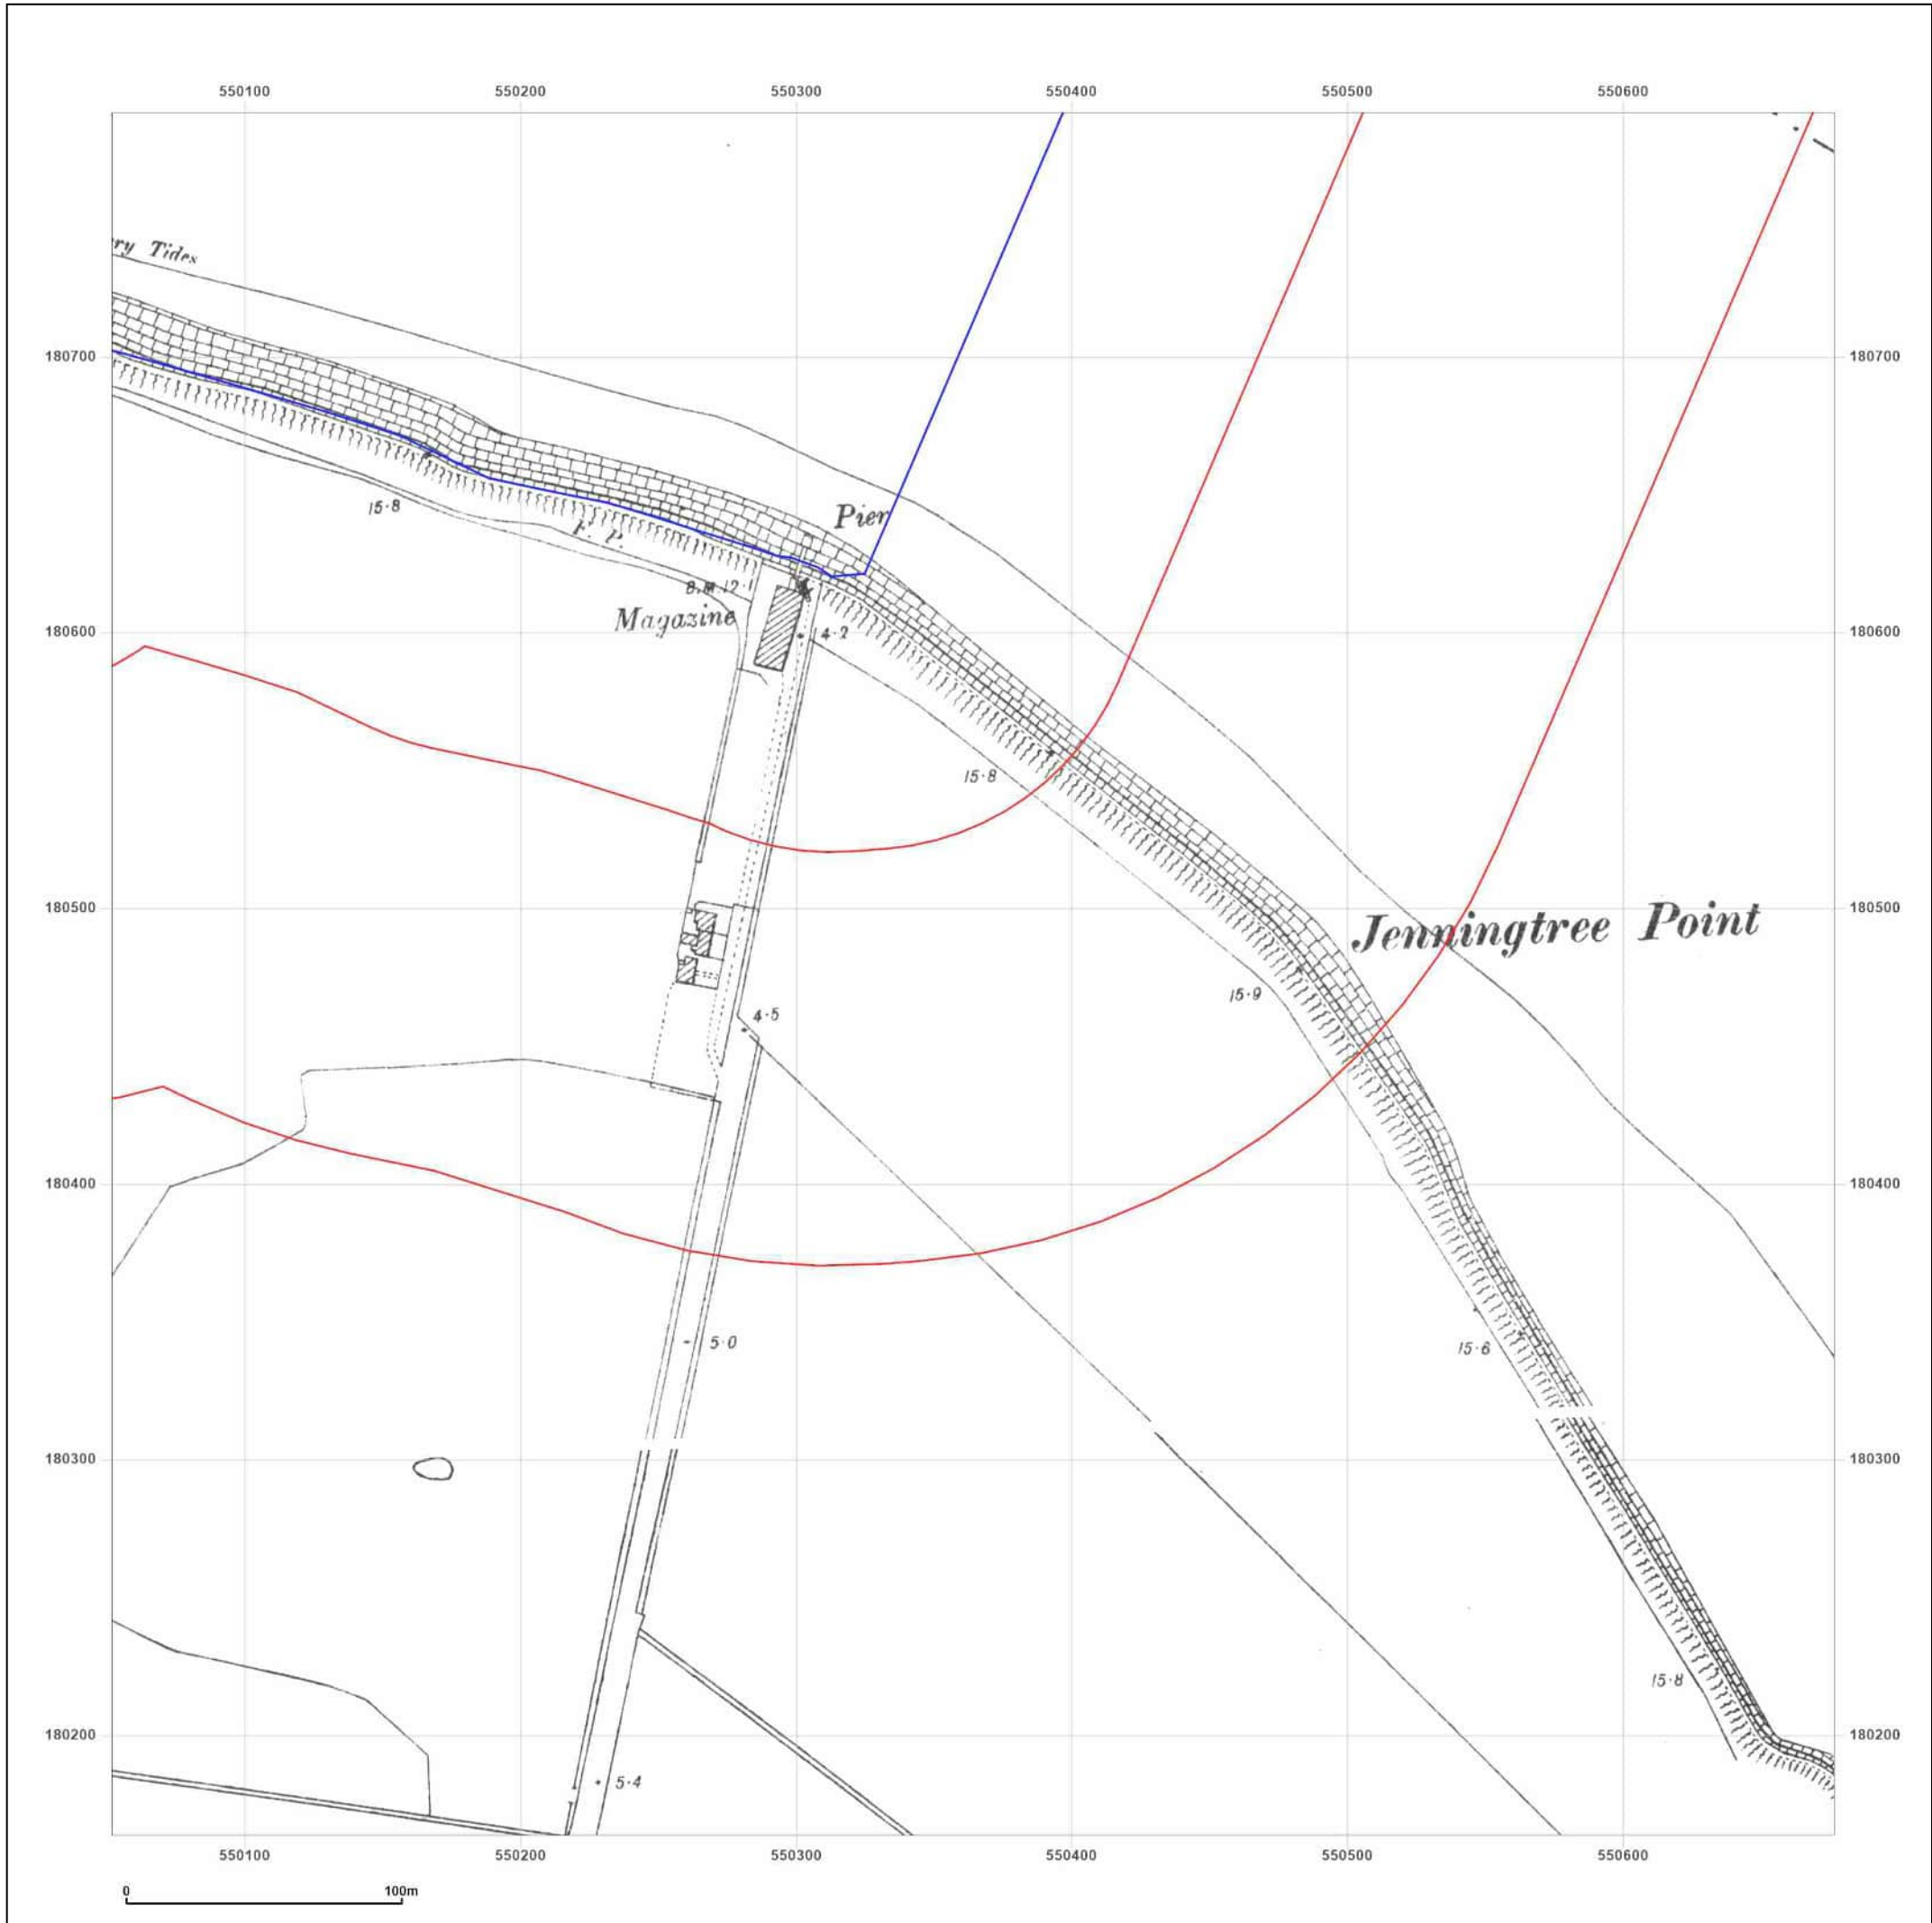 550100 550200 550300 550400 550500 550600
ry Tides
180700 180700
15·8
Pier
F. P.
B.M.12·1
Magazine
180600 4·2 180600
15·8
180500 180500
Jenningtree Point
15·9
4·5
180400 180400
5·0
15·6
180300 180300
15·8
180200 180200
5·4
550100 550200 550300 550400 550500 550600
0 100m